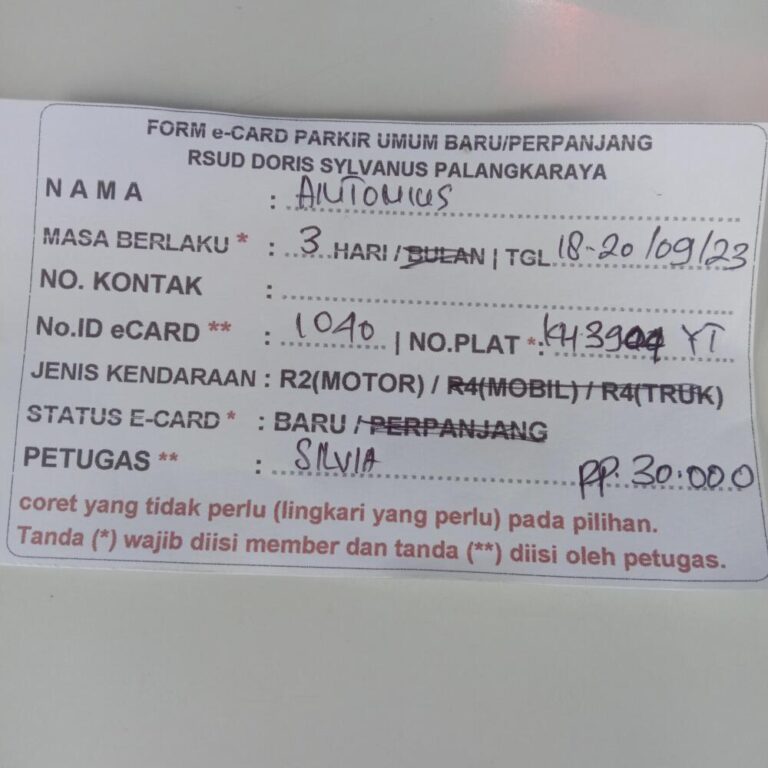 FORM e-CARD PARKIR UMUM BARU/PERPANJANG
RSUD DORIS SYLVANUS PALANGKARAYA
NAMA : ANTONIUS
MASA BERLAKU * : 3 HARI / BULAN | TGL 18-20/09/23
NO. KONTAK :
No.ID eCARD ** : 1040 | NO.PLAT *: KH YT
JENIS KENDARAAN : R2(MOTOR) / R4(MOBIL) / R4(TRUK)
STATUS E-CARD * : BARU / PERPANJANG
PETUGAS ** : SILVIA RP. 30.000
coret yang tidak perlu (lingkari yang perlu) pada pilihan.
Tanda (*) wajib diisi member dan tanda (**) diisi oleh petugas.